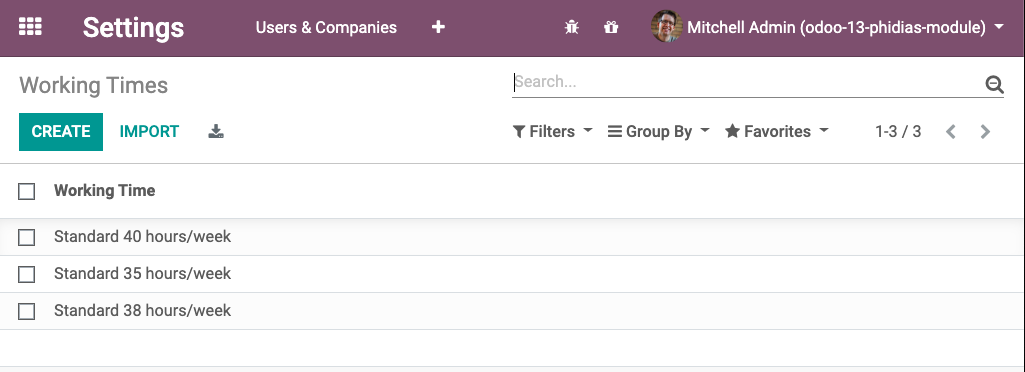 Settings Users & Companies Mitchell Admin (odoo-13-phidias-module)
Working Times Search...
CREATE IMPORT Filters Group By Favorites 1-3 / 3
Working Time
Standard 40 hours/week
Standard 35 hours/week
Standard 38 hours/week